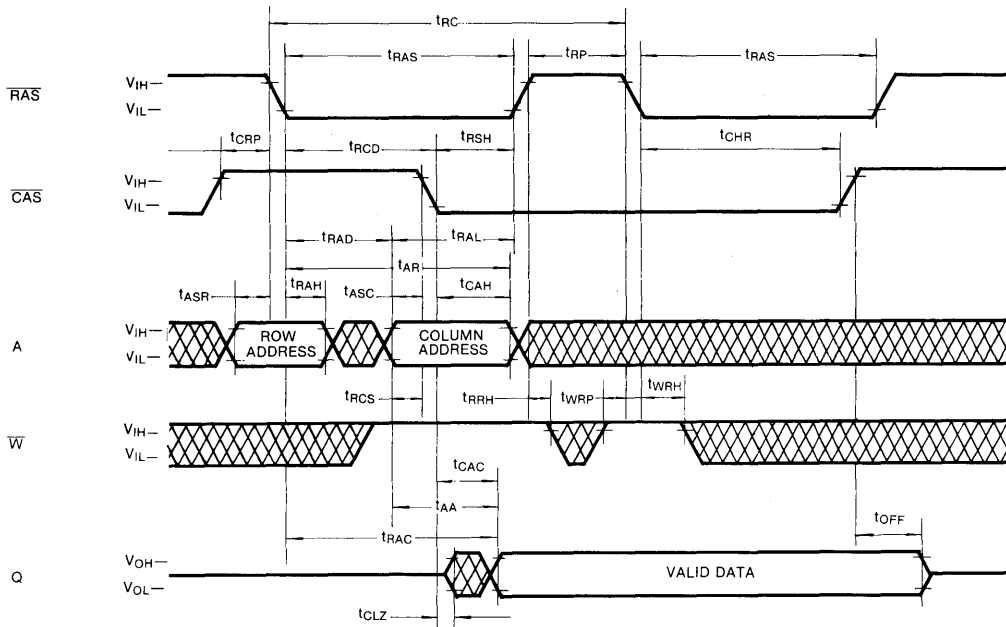 tRC
tRAS tRP tRAS
RAS VIH
VIL
tCRP tRCD tRSH tCHR
CAS VIH
VIL
tRAD tRAL
tAR
tASR tRAH tASC tCAH
A VIH
VIL
ROW
ADDRESS
COLUMN
ADDRESS
tRCS tRRH tWRP tWRH
W VIH
VIL
tCAC
tAA
tRAC tOFF
Q VOH
VOL
VALID DATA
tCLZ